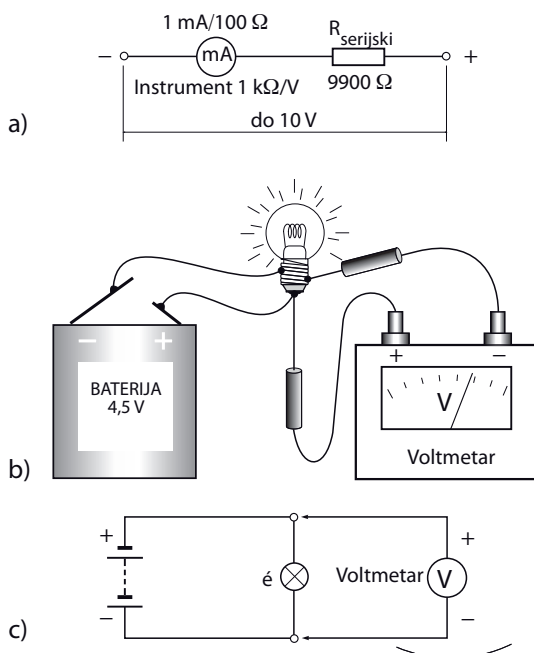 1 mA/100 Ω
R serijski
− mA +
Instrument 1 kΩ/V
9900 Ω
a)
do 10 V
− +
BATERIJA
4,5 V
+ −
V
Voltmetar
b)
+ +
é
Voltmetar
V
− −
c)